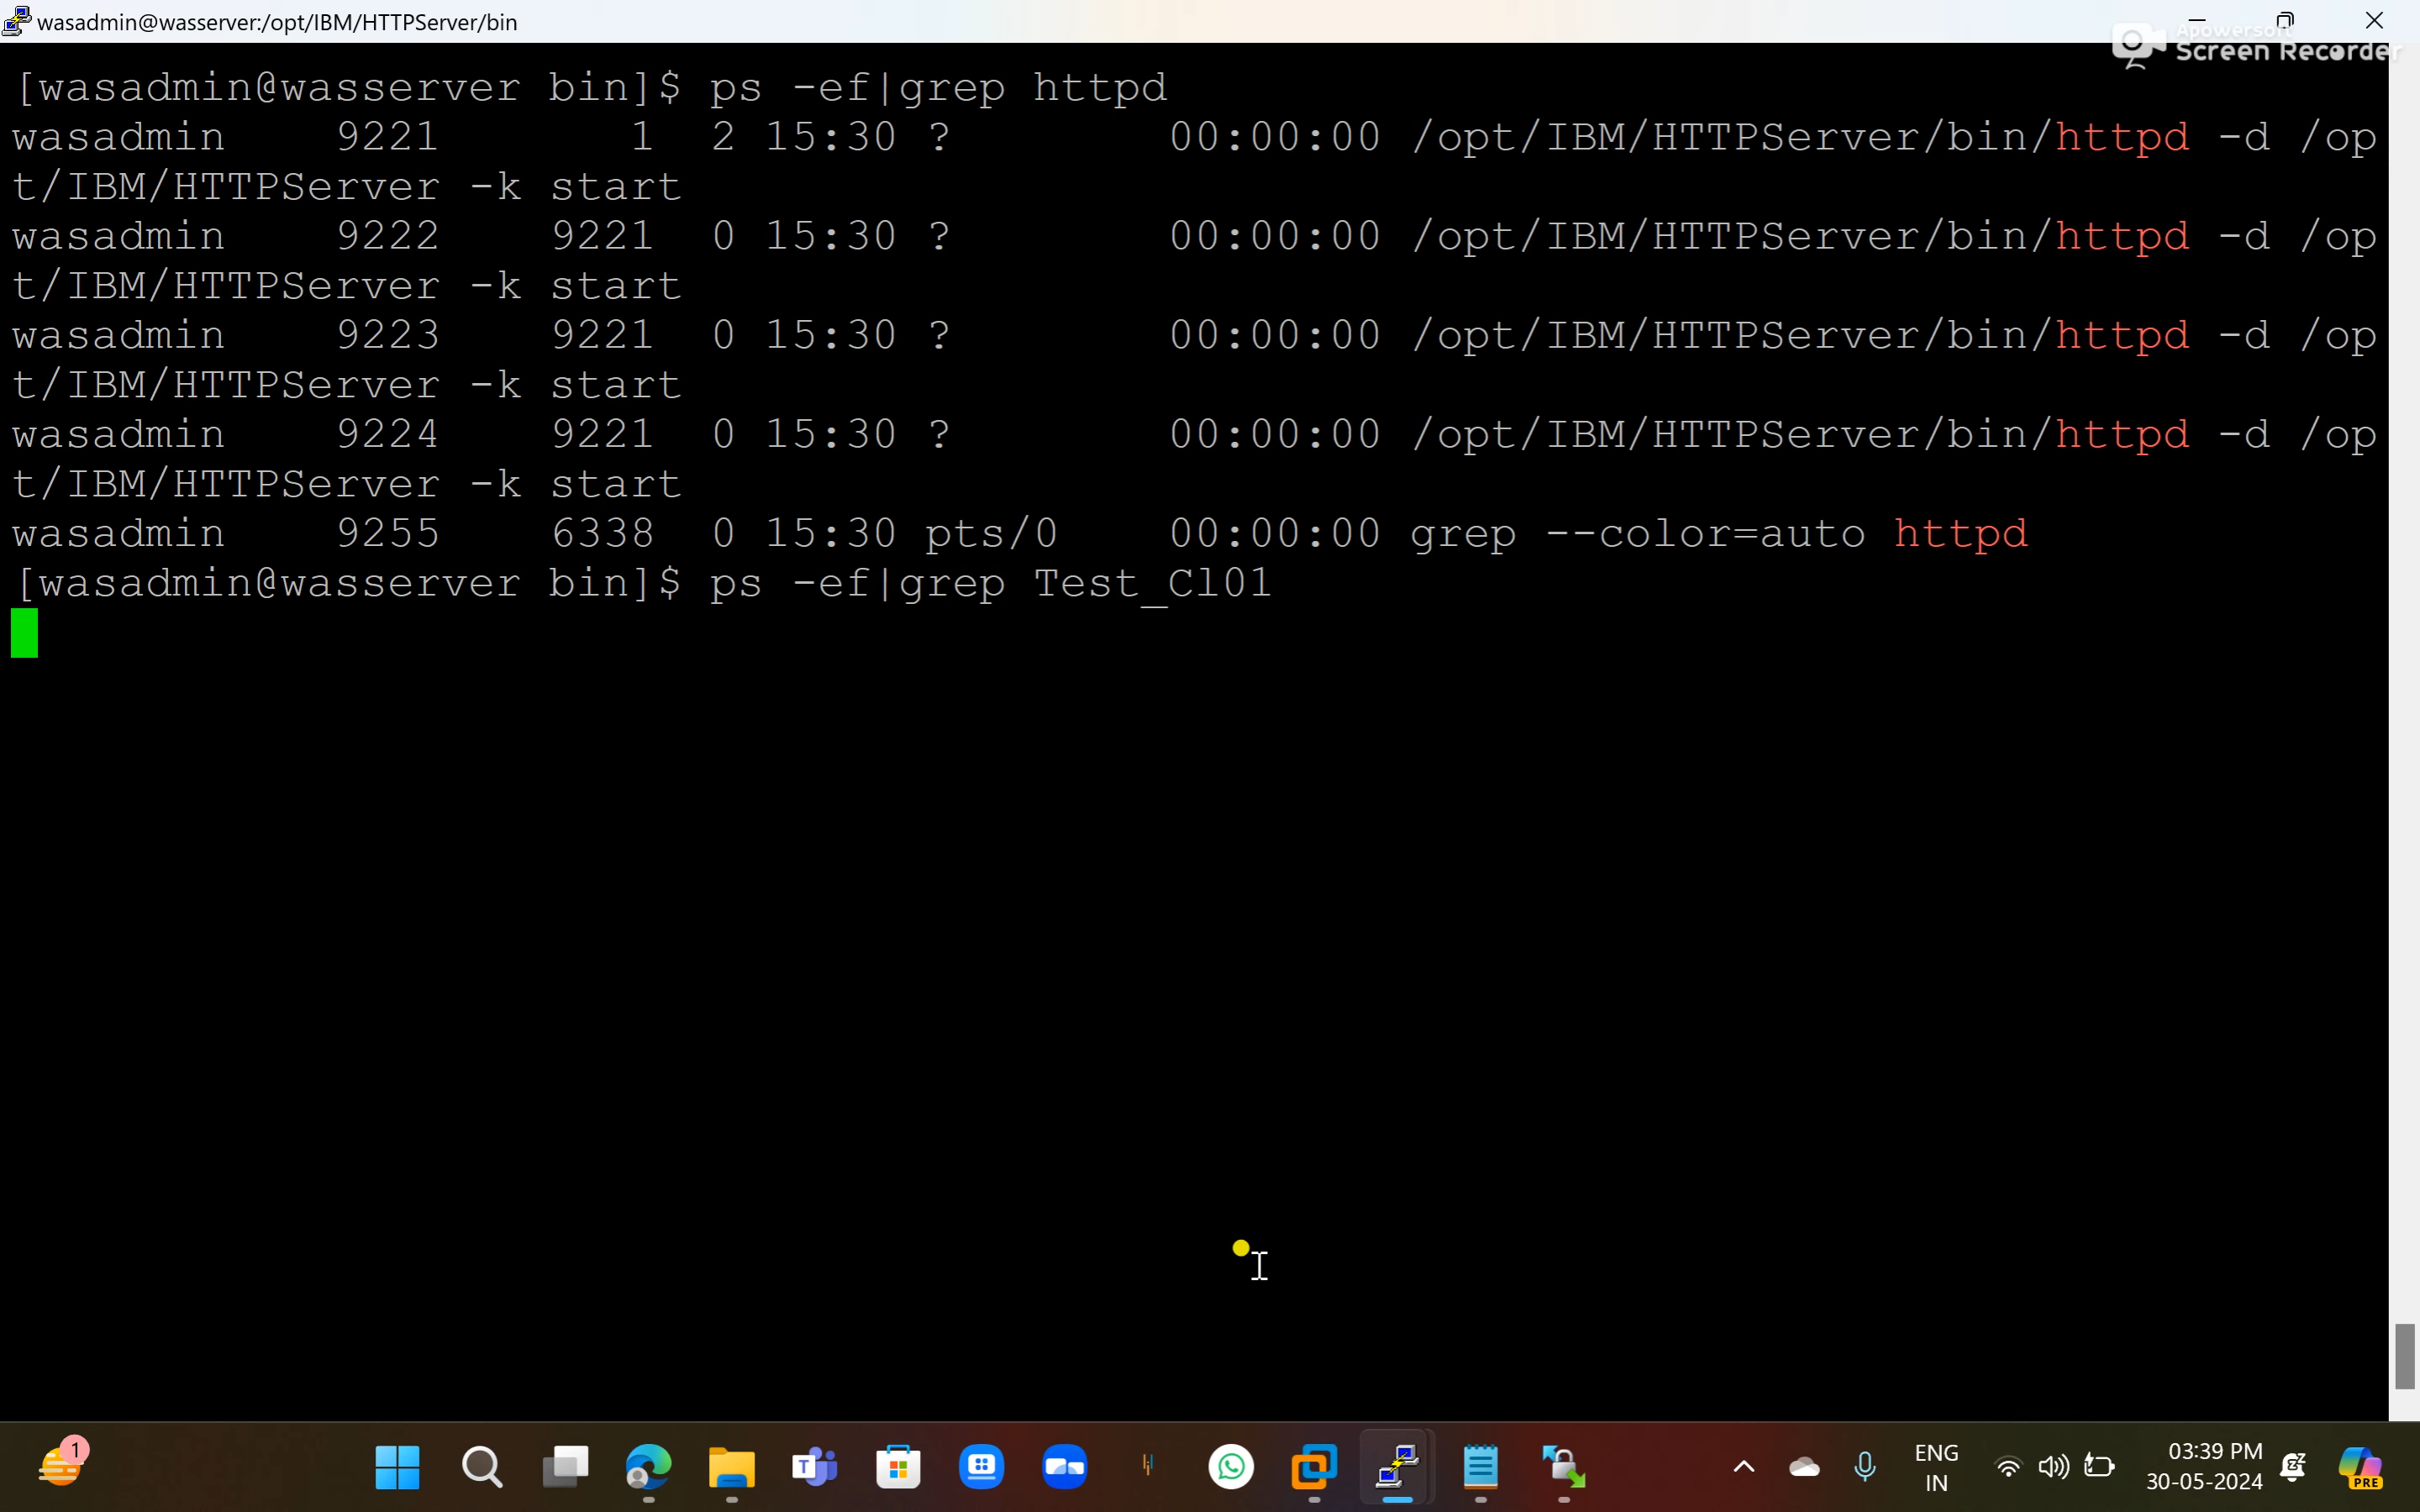 wasadmin@wasserver:/opt/IBM/HTTPServer/bin
Apowersoft
Screen Recorder
[wasadmin@wasserver bin]$ ps -ef|grep httpd
wasadmin 9221 1 2 15:30 ? 00:00:00 /opt/IBM/HTTPServer/bin/httpd -d /op
t/IBM/HTTPServer -k start
wasadmin 9222 9221 0 15:30 ? 00:00:00 /opt/IBM/HTTPServer/bin/httpd -d /op
t/IBM/HTTPServer -k start
wasadmin 9223 9221 0 15:30 ? 00:00:00 /opt/IBM/HTTPServer/bin/httpd -d /op
t/IBM/HTTPServer -k start
wasadmin 9224 9221 0 15:30 ? 00:00:00 /opt/IBM/HTTPServer/bin/httpd -d /op
t/IBM/HTTPServer -k start
wasadmin 9255 6338 0 15:30 pts/0 00:00:00 grep --color=auto httpd
[wasadmin@wasserver bin]$ ps -ef|grep Test_Cl01
1
T
ENG
IN
03:39 PM
30-05-2024
PRE